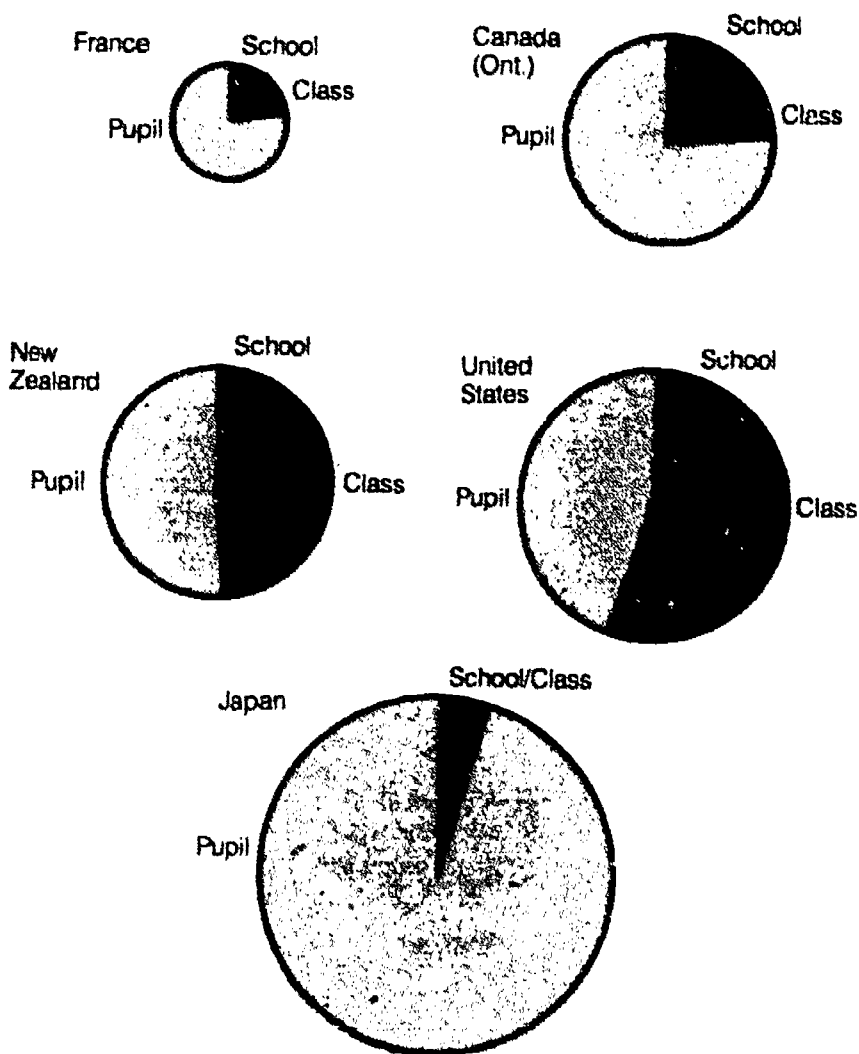 France
School
Class
Pupil
Canada
(Ont.)
School
Class
Pupil
New
Zealand
School
Pupil
Class
United
States
School
Pupil
Class
Japan
School/Class
Pupil